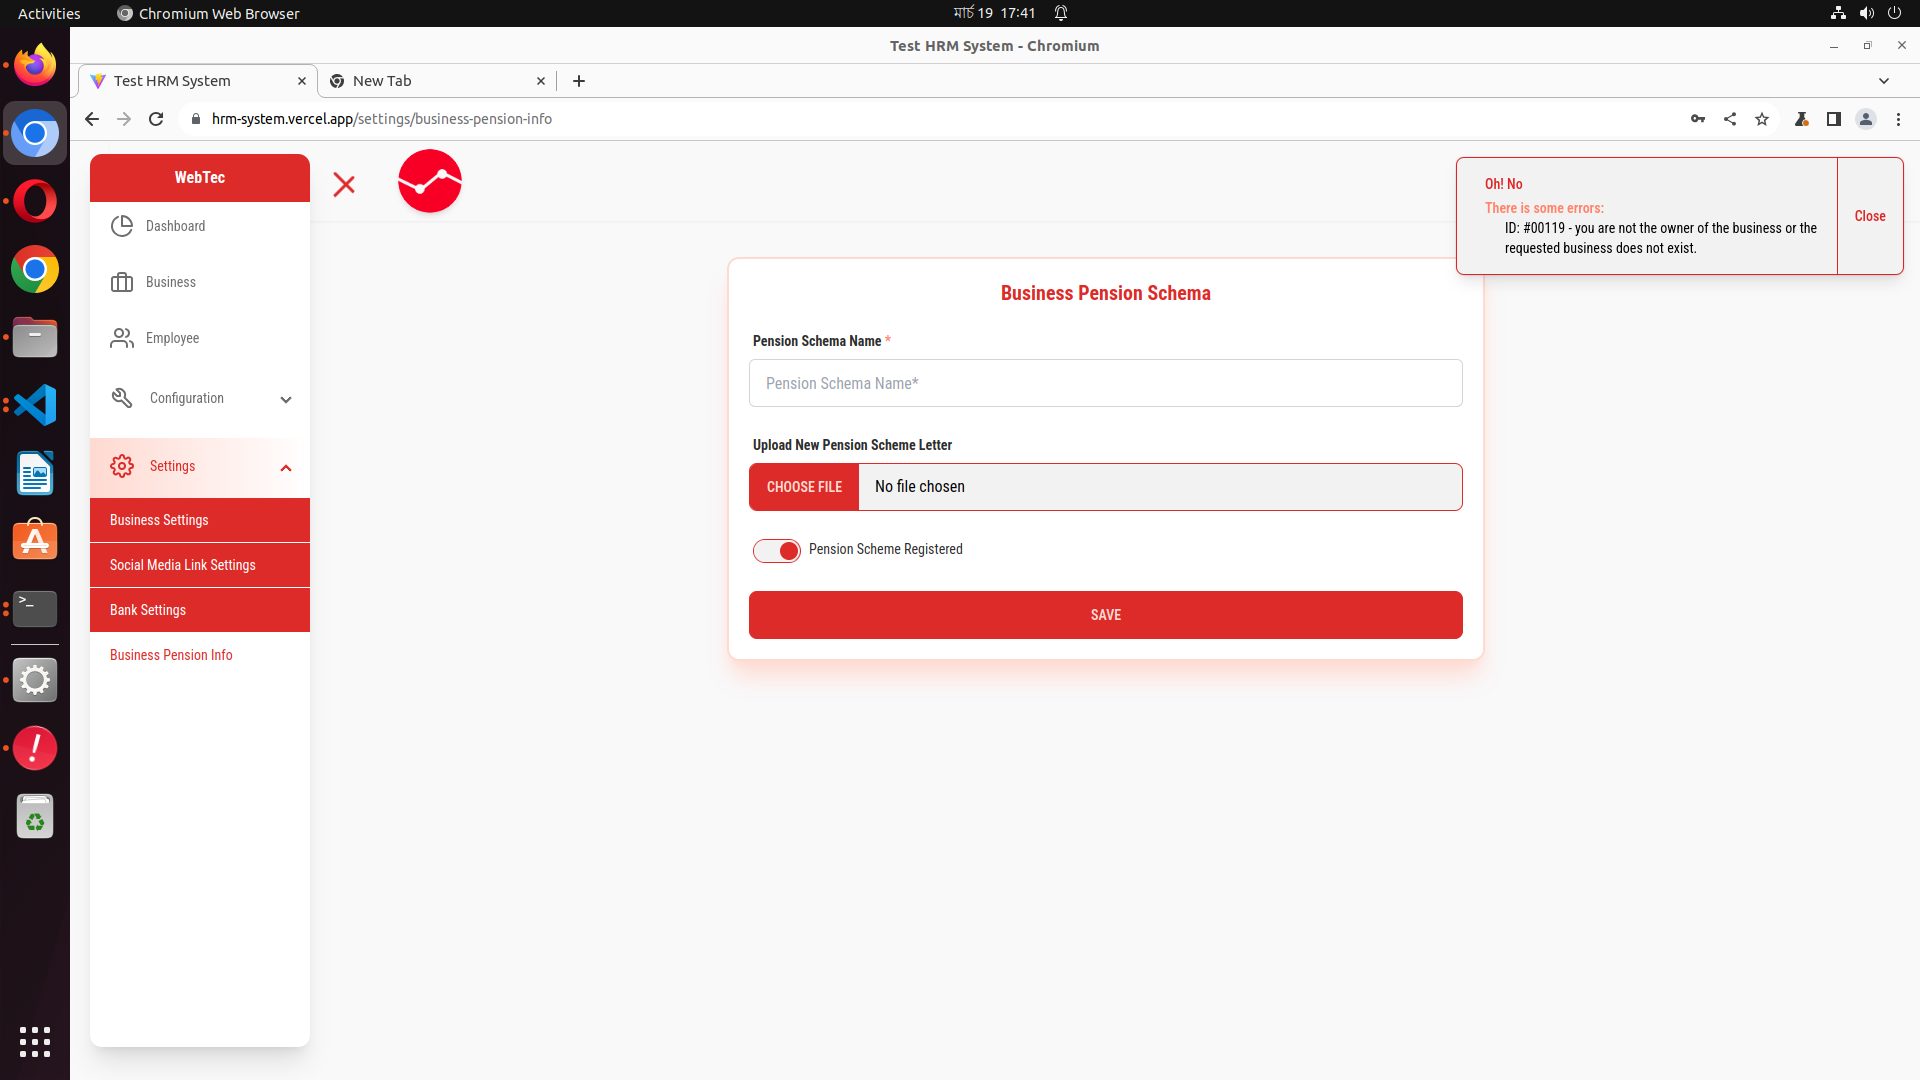 Activities
Chromium Web Browser
মার্চ 19 17:41
Test HRM System - Chromium
Test HRM System
New Tab
hrm-system.vercel.app/settings/business-pension-info
WebTec
Dashboard
Business
Employee
Configuration
Settings
Business Settings
Social Media Link Settings
Bank Settings
Business Pension Info
Oh! No
There is some errors:
ID: #00119 - you are not the owner of the business or the
requested business does not exist.
Close
Business Pension Schema
Pension Schema Name *
Pension Schema Name*
Upload New Pension Scheme Letter
CHOOSE FILE
No file chosen
Pension Scheme Registered
SAVE